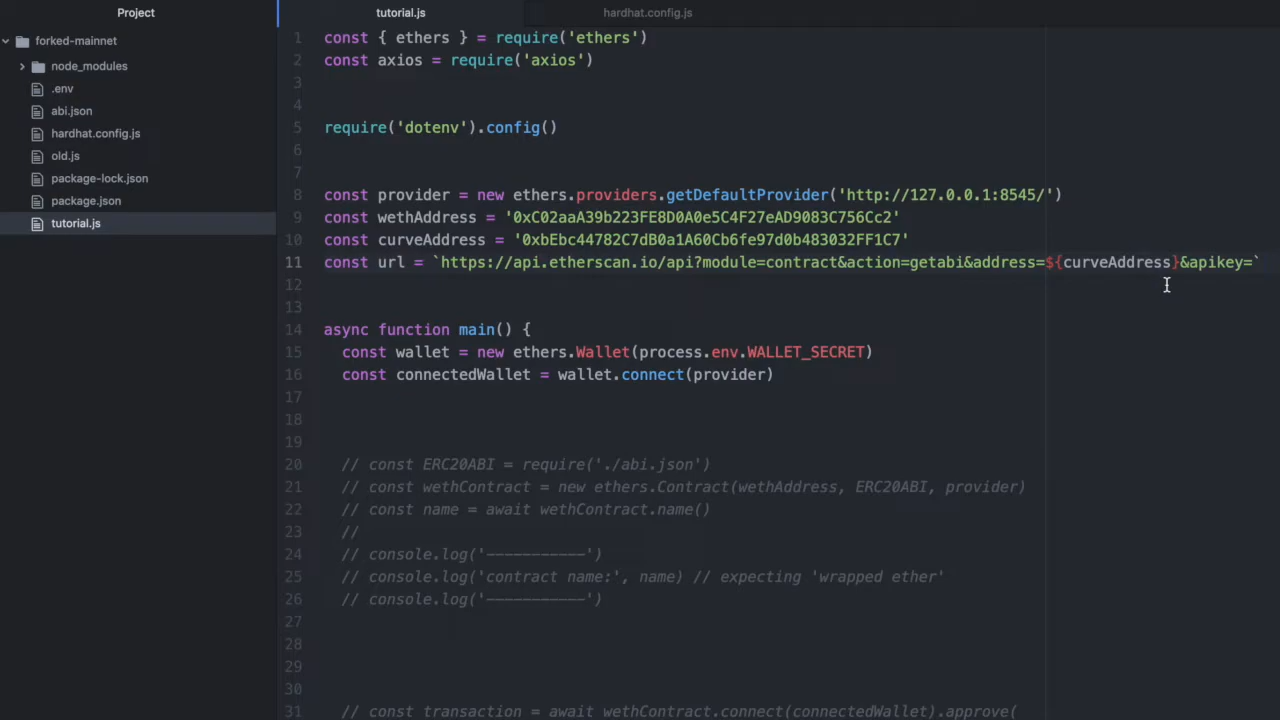 Project
tutorial.js
hardhat.config.js
forked-mainnet
node_modules
.env
abi.json
hardhat.config.js
old.js
package-lock.json
package.json
tutorial.js
1 const { ethers } = require('ethers')
2 const axios = require('axios')
3
4
5 require('dotenv').config()
6
7
8 const provider = new ethers.providers.getDefaultProvider('http://127.0.0.1:8545/')
9 const wethAddress = '0xC02aaA39b223FE8D0A0e5C4F27eAD9083C756Cc2'
10 const curveAddress = '0xbEbc44782C7dB0a1A60Cb6fe97d0b483032FF1C7'
11 const url = `https://api.etherscan.io/api?module=contract&action=getabi&address=${curveAddress}&apikey=`
12
13
14 async function main() {
15 const wallet = new ethers.Wallet(process.env.WALLET_SECRET)
16 const connectedWallet = wallet.connect(provider)
17
18
19
20 // const ERC20ABI = require('./abi.json')
21 // const wethContract = new ethers.Contract(wethAddress, ERC20ABI, provider)
22 // const name = await wethContract.name()
23 //
24 // console.log('-----------')
25 // console.log('contract name:', name) // expecting 'wrapped ether'
26 // console.log('-----------')
27
28
29
30
31 // const transaction = await wethContract.connect(connectedWallet).approve(